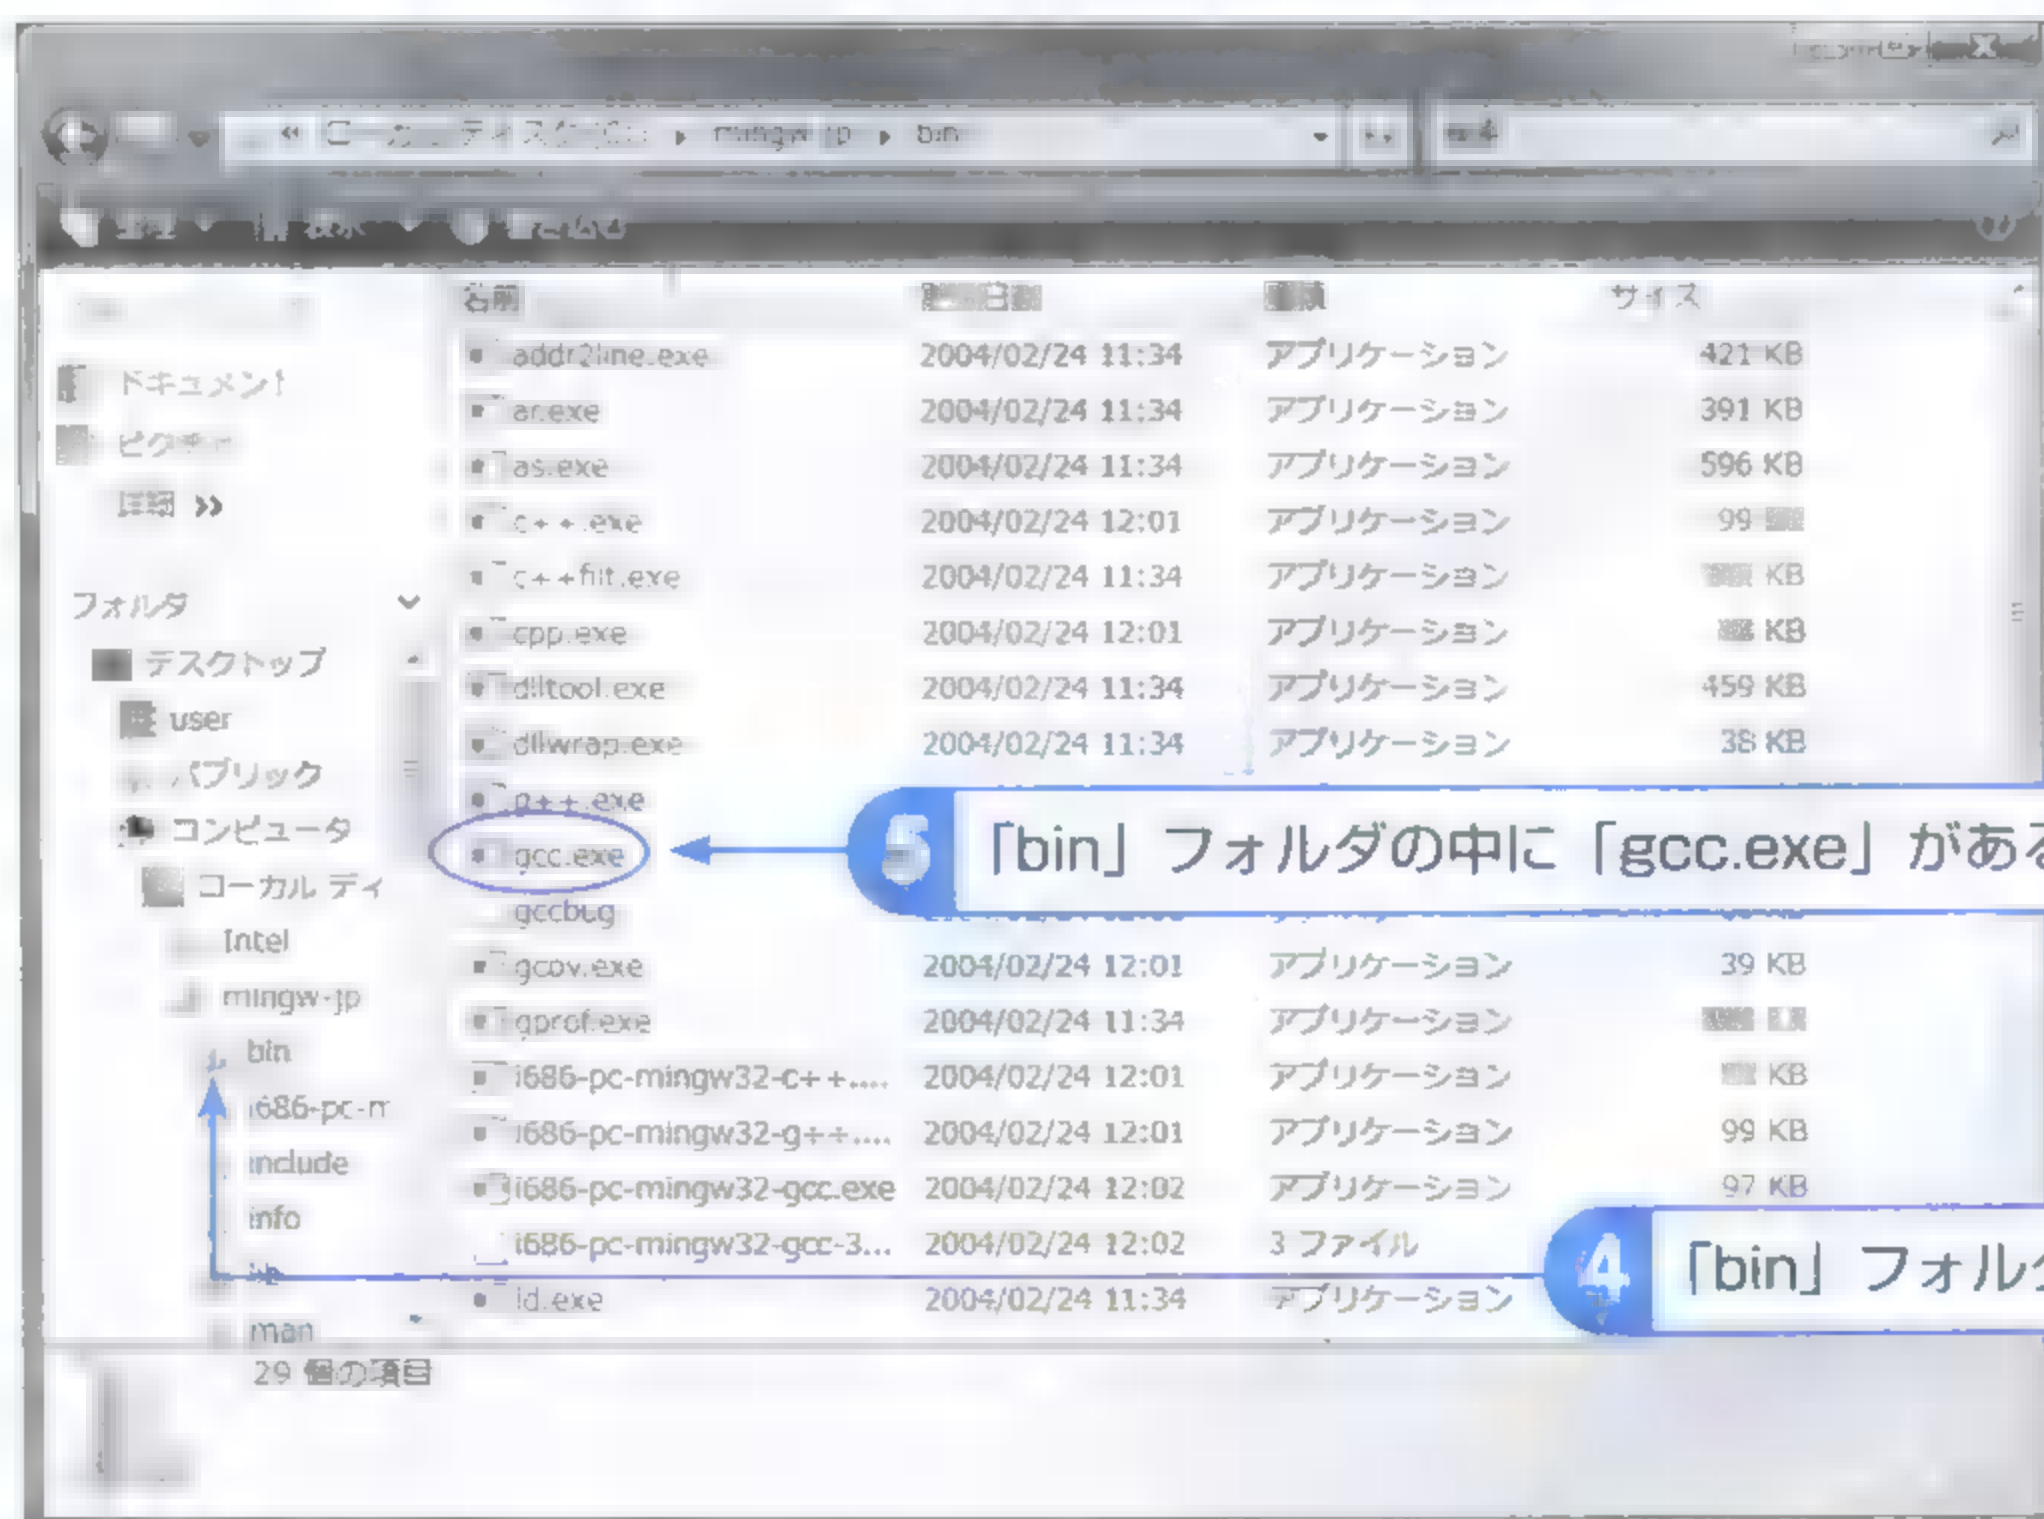 bin
名前 サイズ
addr2line.exe 2004/02/24 11:34 アプリケーション 421 KB
ar.exe 2004/02/24 11:34 アプリケーション 391 KB
as.exe 2004/02/24 11:34 アプリケーション 596 KB
c++.exe 2004/02/24 12:01 アプリケーション 99
c++filt.exe 2004/02/24 11:34 アプリケーション KB
cpp.exe 2004/02/24 12:01 アプリケーション KB
dlltool.exe 2004/02/24 11:34 アプリケーション 459 KB
dllwrap.exe 2004/02/24 11:34 アプリケーション 38 KB
g++.exe
gcc.exe
gccbug
gcov.exe 2004/02/24 12:01 アプリケーション 39 KB
gprof.exe 2004/02/24 11:34 アプリケーション
i686-pc-mingw32-c++.... 2004/02/24 12:01 アプリケーション KB
i686-pc-mingw32-g++.... 2004/02/24 12:01 アプリケーション 99 KB
i686-pc-mingw32-gcc.exe 2004/02/24 12:02 アプリケーション 97 KB
i686-pc-mingw32-gcc-3... 2004/02/24 12:02 3 ファイル
ld.exe 2004/02/24 11:34 アプリケーション
ドキュメント
ピクチャ
»
フォルダ
デスクトップ
user
パブリック
コンピュータ
ローカル ディ
Intel
mingw-jp
bin
i686-pc-m
include
info
man
29 個の項目
5 「bin」フォルダの中に「gcc.exe」がある
4 「bin」フォルダ